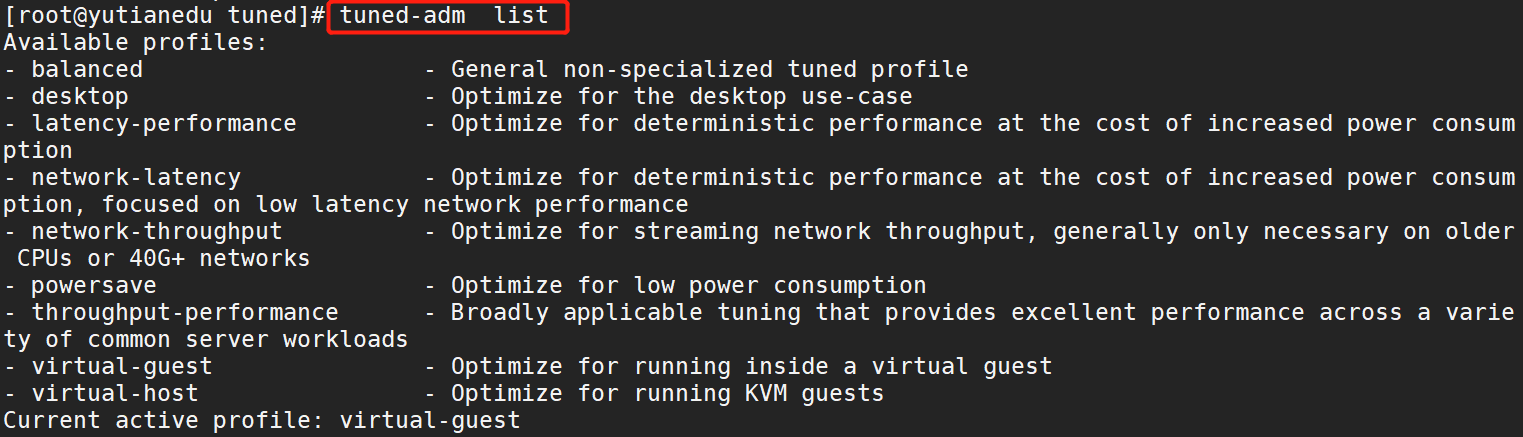 [root@yutianedu tuned]# tuned-adm  list
Available profiles:
- balanced                    - General non-specialized tuned profile
- desktop                     - Optimize for the desktop use-case
- latency-performance         - Optimize for deterministic performance at the cost of increased power consum
ption
- network-latency             - Optimize for deterministic performance at the cost of increased power consum
ption, focused on low latency network performance
- network-throughput          - Optimize for streaming network throughput, generally only necessary on older
 CPUs or 40G+ networks
- powersave                   - Optimize for low power consumption
- throughput-performance      - Broadly applicable tuning that provides excellent performance across a varie
ty of common server workloads
- virtual-guest               - Optimize for running inside a virtual guest
- virtual-host                - Optimize for running KVM guests
Current active profile: virtual-guest